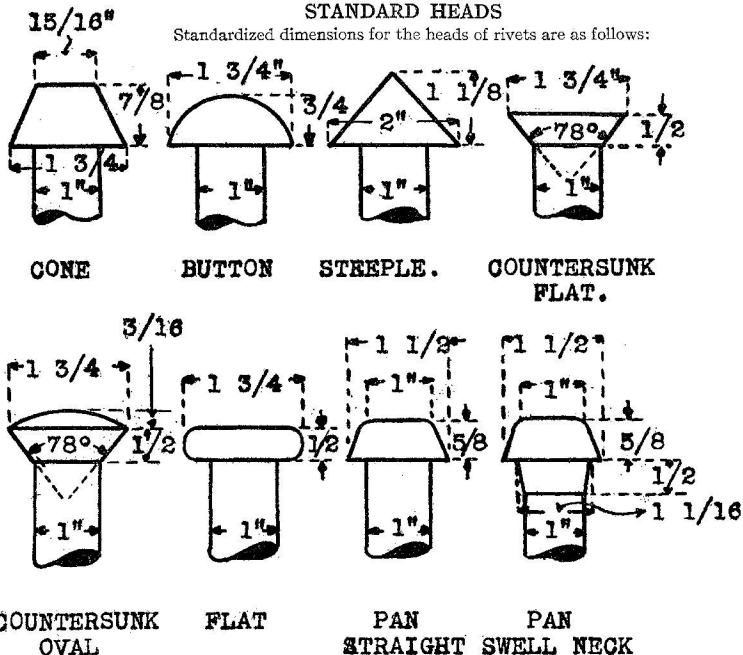 STANDARD HEADS
Standardized dimensions for the heads of rivets are as follows:
15/16"
7/8
1 3/4
1"
CONE
1 3/4"
3/4
1"
BUTTON
1 1/8
2"
1"
STEEPLE.
1 3/4"
78°
1/2
1"
COUNTERSUNK
FLAT.
3/16
1 3/4
78°
1/2
1"
COUNTERSUNK
OVAL
1 3/4
1/2
1"
FLAT
1 1/2
1"
5/8
1"
PAN
STRAIGHT
1 1/2
1"
5/8
1/2
1 1/16
1"
PAN
SWELL NECK